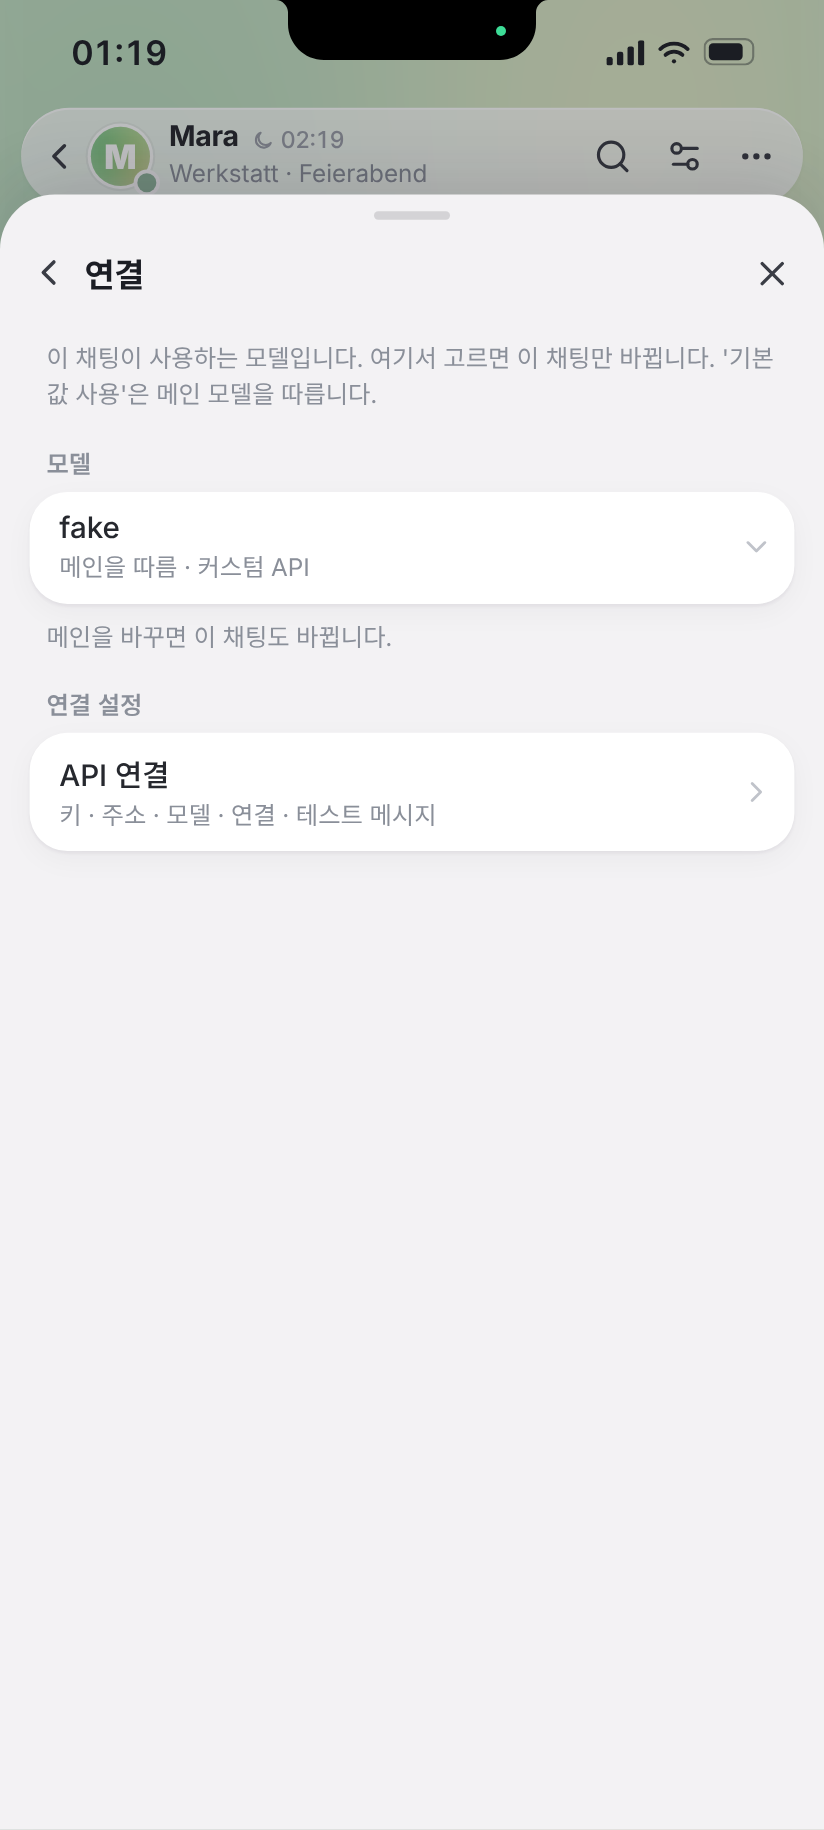 01:19
M
Mara 02:19
Werkstatt · Feierabend
연결
이 채팅이 사용하는 모델입니다. 여기서 고르면 이 채팅만 바뀝니다. '기본
값 사용'은 메인 모델을 따릅니다.
모델
fake
메인을 따름 · 커스텀 API
메인을 바꾸면 이 채팅도 바뀝니다.
연결 설정
API 연결
키 · 주소 · 모델 · 연결 · 테스트 메시지